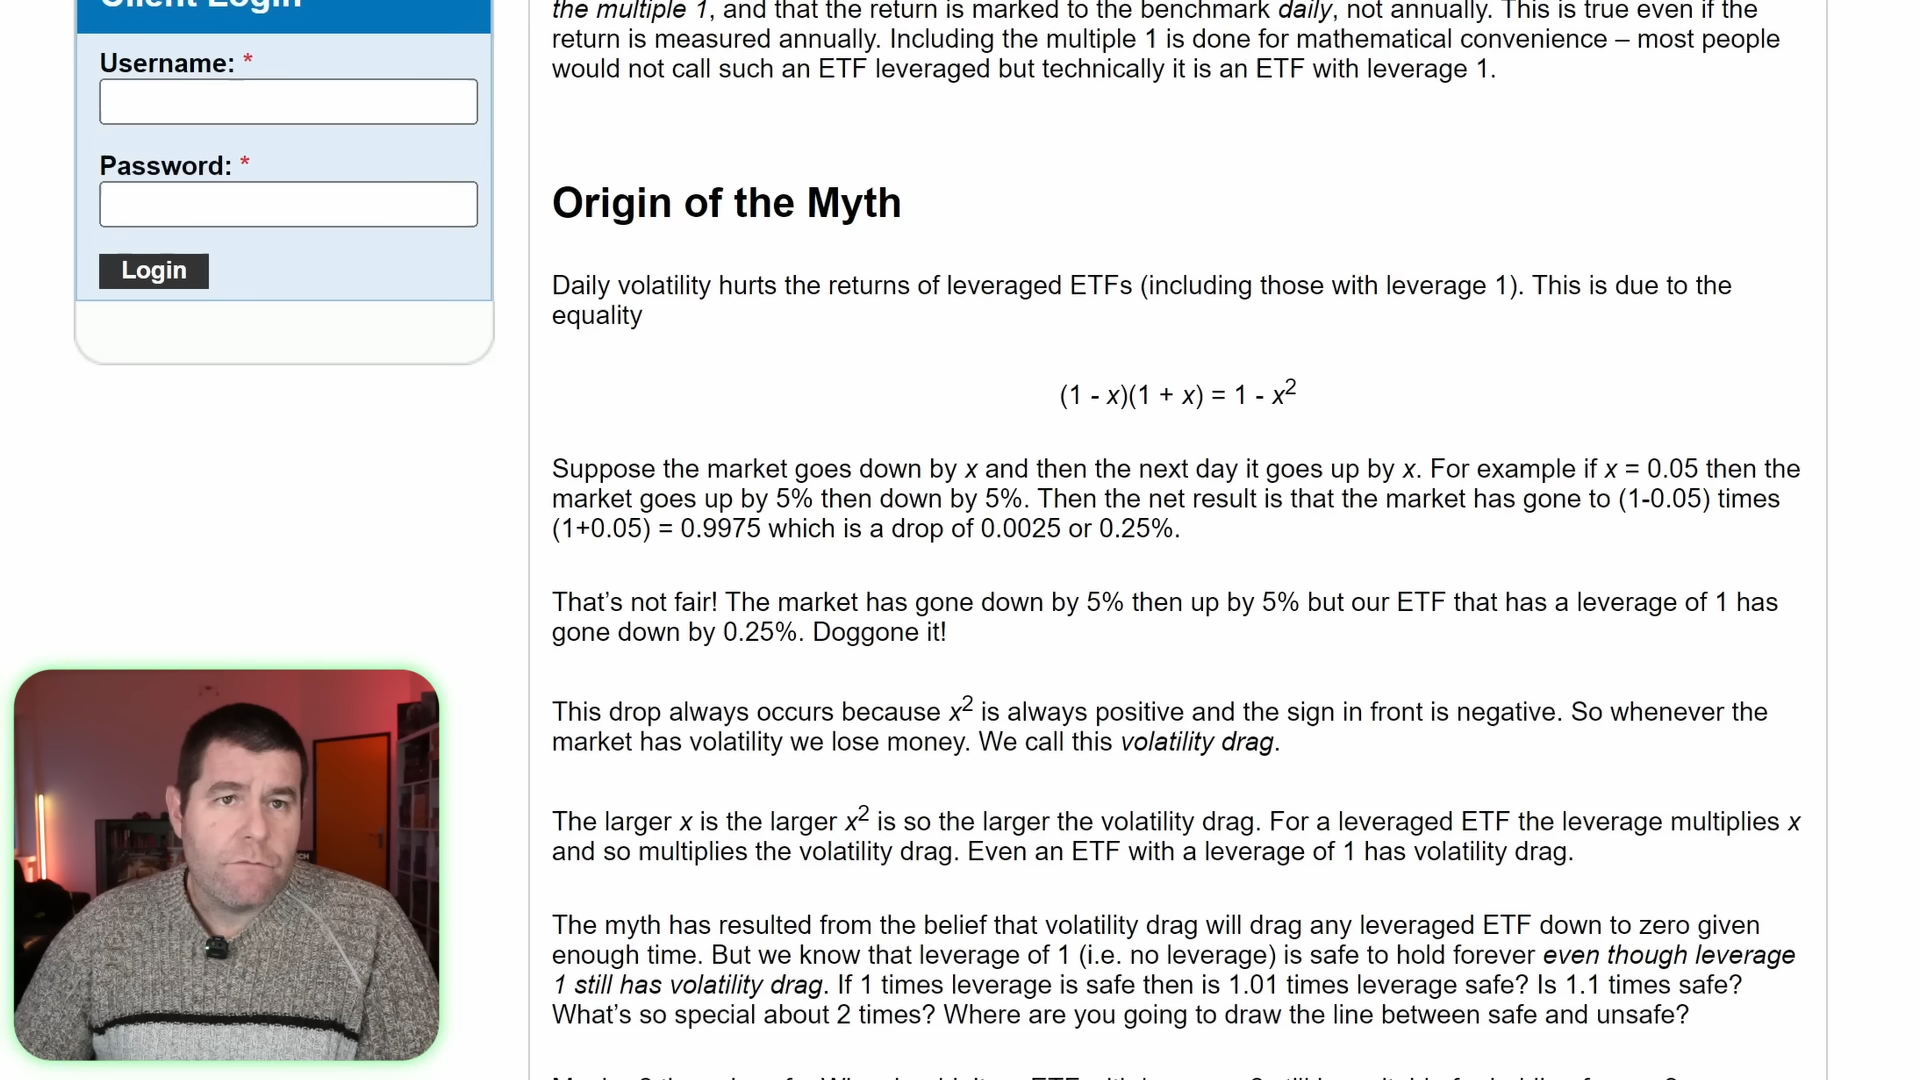 Client Login
Username: *
Password: *
Login
the multiple 1, and that the return is marked to the benchmark daily, not annually. This is true even if the
return is measured annually. Including the multiple 1 is done for mathematical convenience – most people
would not call such an ETF leveraged but technically it is an ETF with leverage 1.
Origin of the Myth
Daily volatility hurts the returns of leveraged ETFs (including those with leverage 1). This is due to the
equality
(1 - x)(1 + x) = 1 - x²
Suppose the market goes down by x and then the next day it goes up by x. For example if x = 0.05 then the
market goes up by 5% then down by 5%. Then the net result is that the market has gone to (1-0.05) times
(1+0.05) = 0.9975 which is a drop of 0.0025 or 0.25%.
That’s not fair! The market has gone down by 5% then up by 5% but our ETF that has a leverage of 1 has
gone down by 0.25%. Doggone it!
This drop always occurs because x² is always positive and the sign in front is negative. So whenever the
market has volatility we lose money. We call this volatility drag.
The larger x is the larger x² is so the larger the volatility drag. For a leveraged ETF the leverage multiplies x
and so multiplies the volatility drag. Even an ETF with a leverage of 1 has volatility drag.
The myth has resulted from the belief that volatility drag will drag any leveraged ETF down to zero given
enough time. But we know that leverage of 1 (i.e. no leverage) is safe to hold forever even though leverage
1 still has volatility drag. If 1 times leverage is safe then is 1.01 times leverage safe? Is 1.1 times safe?
What’s so special about 2 times? Where are you going to draw the line between safe and unsafe?